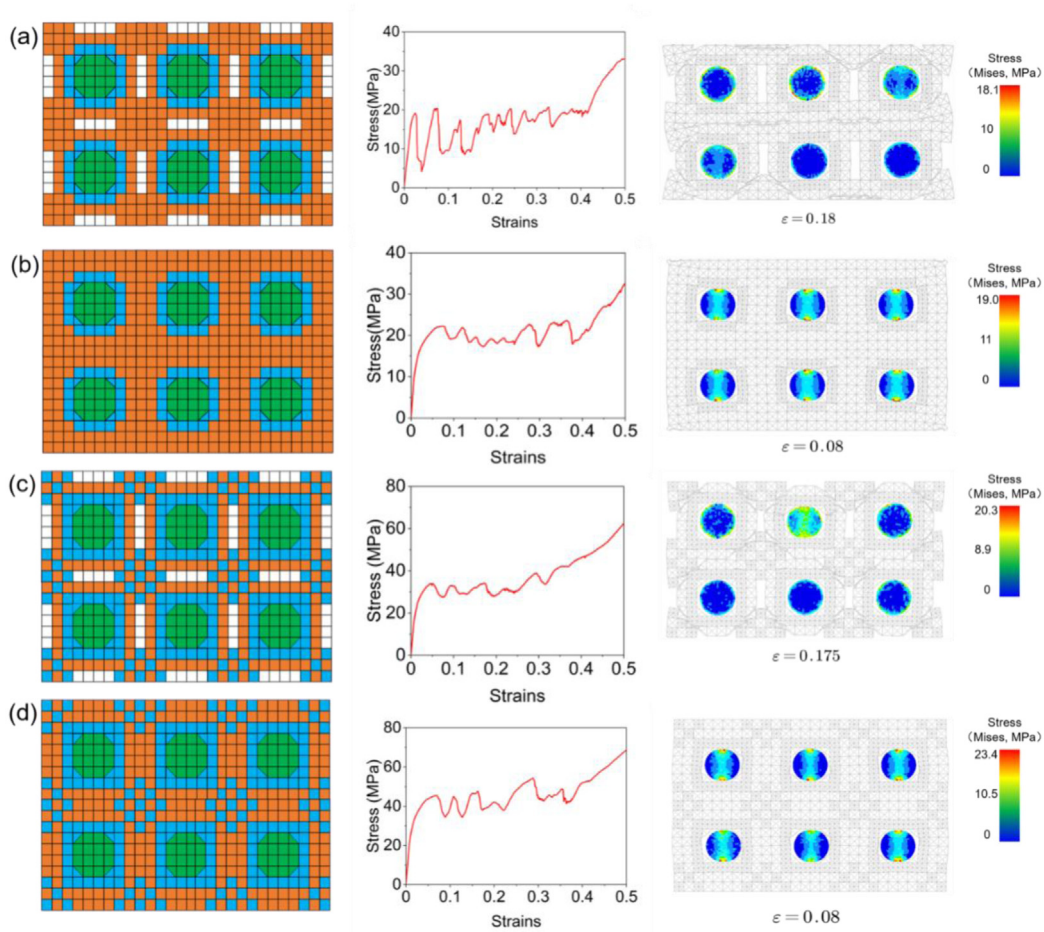 (a)
40
30
20
10
0
Stress(MPa)
0 0.1 0.2 0.3 0.4 0.5
Strains
ε = 0.18
Stress
(Mises, MPa)
18.1
10
0
(b)
40
30
20
10
0
Stress(MPa)
0 0.1 0.2 0.3 0.4 0.5
Strains
ε = 0.08
Stress
(Mises, MPa)
19.0
11
0
(c)
80
60
40
20
0
Stress (MPa)
0 0.1 0.2 0.3 0.4 0.5
Strains
ε = 0.175
Stress
(Mises, MPa)
20.3
8.9
0
(d)
80
60
40
20
0
Stress (MPa)
0 0.1 0.2 0.3 0.4 0.5
Strains
ε = 0.08
Stress
(Mises, MPa)
23.4
10.5
0